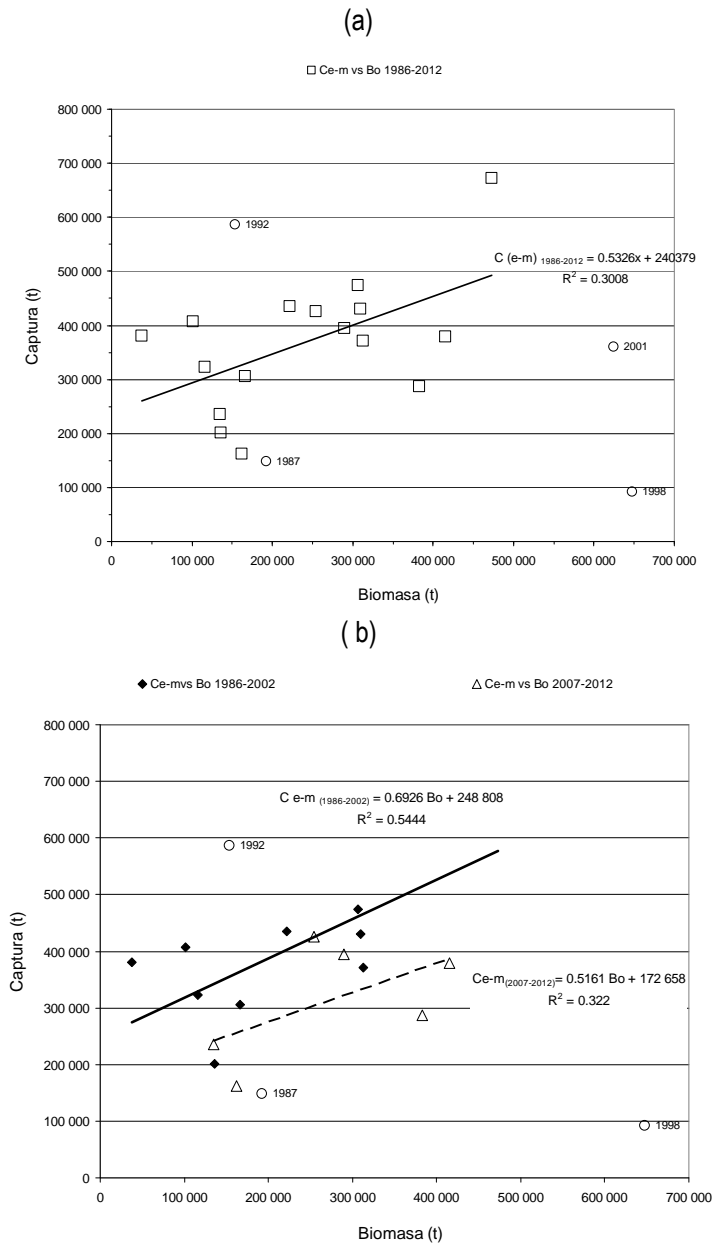 (a)
Ce-m vs Bo 1986-2012
800 000
700 000
600 000
500 000
400 000
300 000
200 000
100 000
0
Captura (t)
1992
C (e-m) 1986-2012 = 0.5326x + 240379
R2 = 0.3008
2001
1987
1998
0 100 000 200 000 300 000 400 000 500 000 600 000 700 000
Biomasa (t)
( b)
Ce-mvs Bo 1986-2002 Ce-m vs Bo 2007-2012
800 000
700 000
600 000
500 000
400 000
300 000
200 000
100 000
0
Captura (t)
C e-m (1986-2002) = 0.6926 Bo + 248 808
R2 = 0.5444
1992
Ce-m(2007-2012)= 0.5161 Bo + 172 658
R2 = 0.322
1987
1998
0 100 000 200 000 300 000 400 000 500 000 600 000 700 000
Biomasa (t)